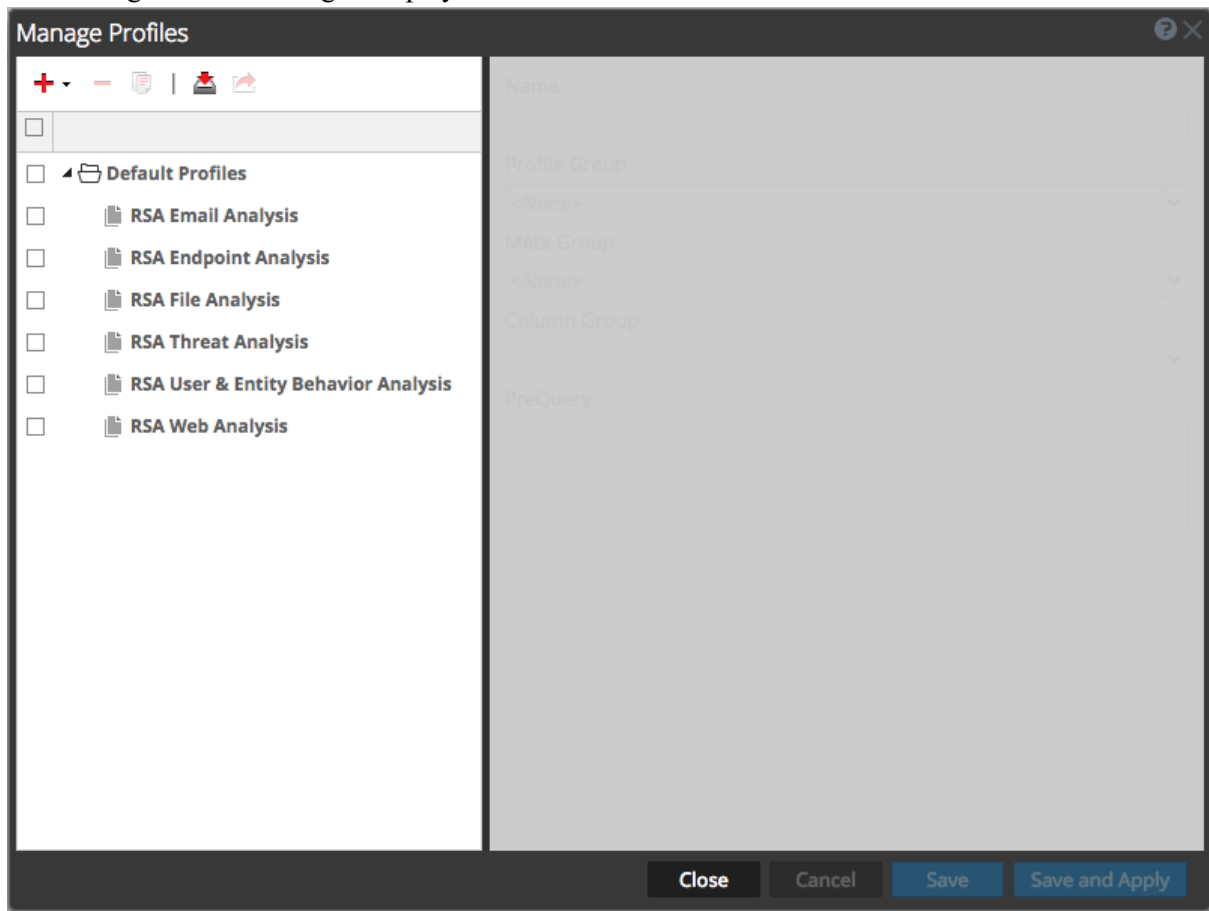 Manage Profiles
Default Profiles
RSA Email Analysis
RSA Endpoint Analysis
RSA File Analysis
RSA Threat Analysis
RSA User & Entity Behavior Analysis
RSA Web Analysis
Name
Profile Group
<None>
Meta Group
<None>
Column Group
PreQuery
Close Cancel Save Save and Apply